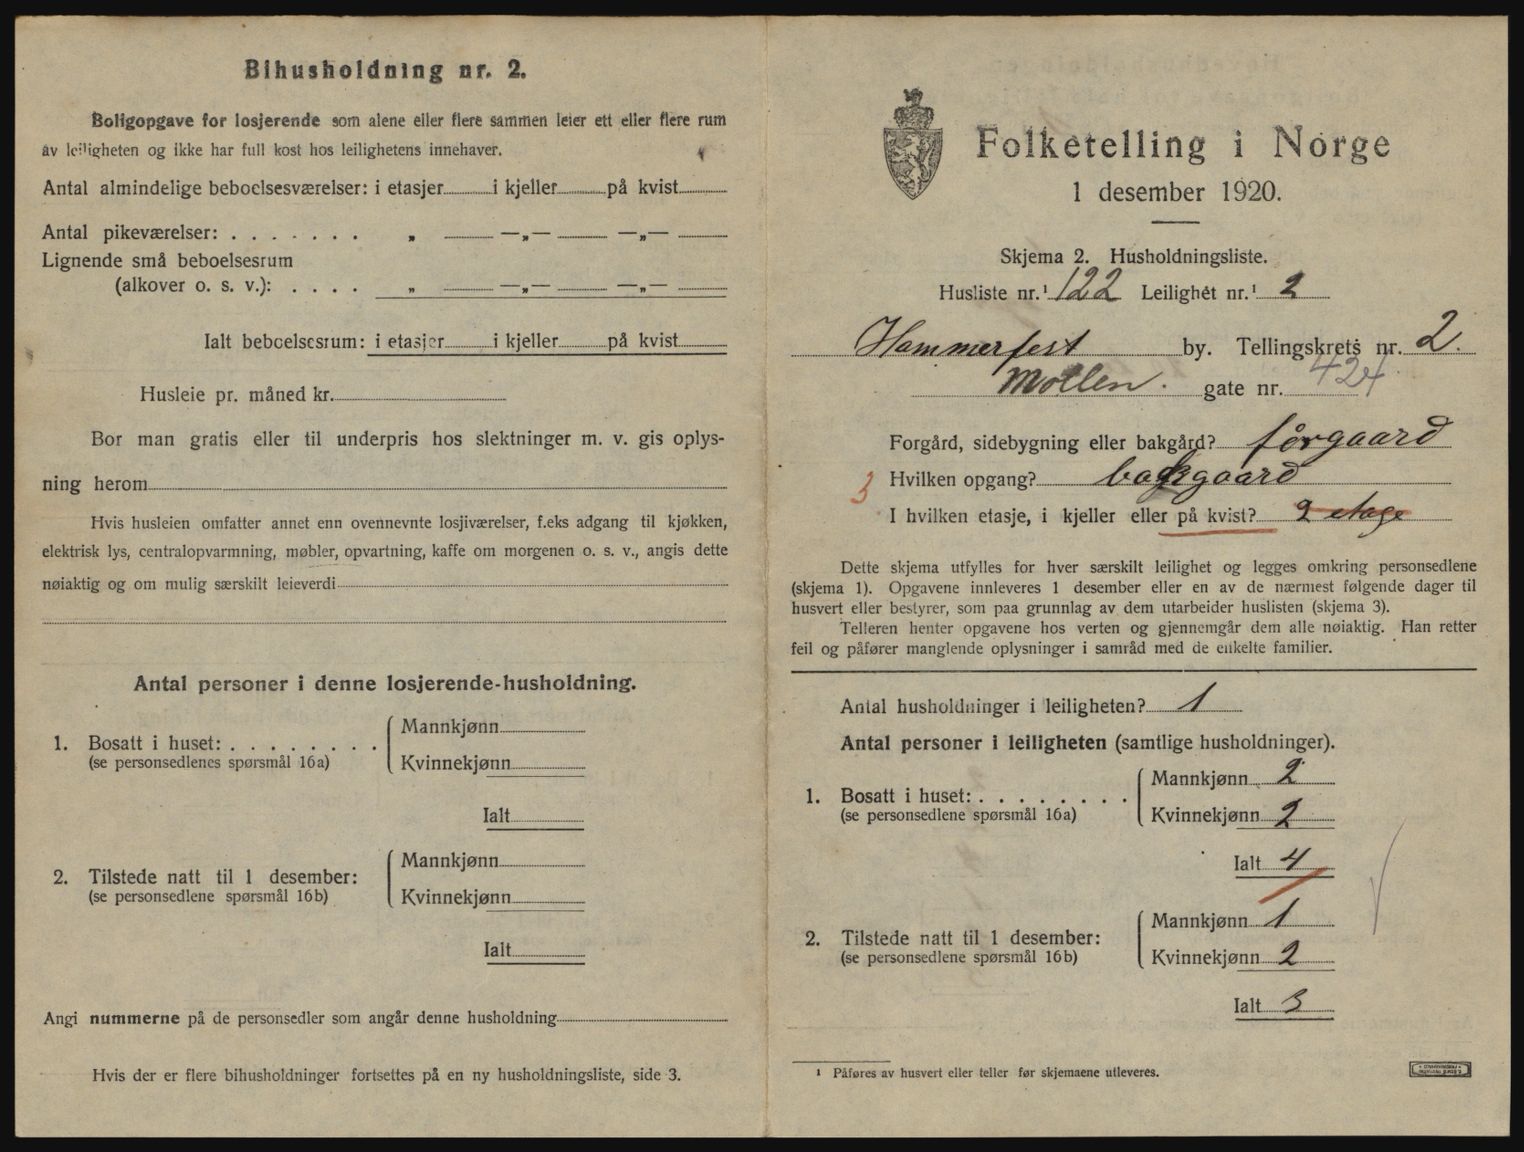 Bihusholdning nr. 2.
Boligopgave for losjerende som alene eller flere sammen leier ett eller flere rum
av leiligheten og ikke har full kost hos leilighetens innehaver.
Antal almindelige beboelsesværelser: i etasjer i kjeller på kvist
Antal pikeværelser: . . . . . . . „ —„— —„—
Lignende små beboelsesrum
(alkover o. s. v.): . . . . „ —„— —„—
Ialt beboelsesrum: i etasjer i kjeller på kvist
Husleie pr. måned kr.
Bor man gratis eller til underpris hos slektninger m. v. gis oplys-
ning herom
Hvis husleien omfatter annet enn ovennevnte losjiværelser, f.eks adgang til kjøkken,
elektrisk lys, centralopvarmning, møbler, opvartning, kaffe om morgenen o. s. v., angis dette
nøiaktig og om mulig særskilt leieverdi
Antal personer i denne losjerende-husholdning.
1. Bosatt i huset: . . . . . . . .
(se personsedlenes spørsmål 16a)
Mannkjønn
Kvinnekjønn
Ialt
2. Tilstede natt til 1 desember:
(se personsedlene spørsmål 16b)
Mannkjønn
Kvinnekjønn
Ialt
Angi nummerne på de personsedler som angår denne husholdning
Hvis der er flere bihusholdninger fortsettes på en ny husholdningsliste, side 3.
Folketelling i Norge
1 desember 1920.
Skjema 2. Husholdningsliste.
Husliste nr.¹ 122 Leilighet nr.¹ 2
Hammerfest by. Tellingskrets nr. 2.
Mollen. gate nr. 424
Forgård, sidebygning eller bakgård? forgaard
3 Hvilken opgang? bakgaard
I hvilken etasje, i kjeller eller på kvist? 2 etage
Dette skjema utfylles for hver særskilt leilighet og legges omkring personsedlene
(skjema 1). Opgavene innleveres 1 desember eller en av de nærmest følgende dager til
husvert eller bestyrer, som paa grunnlag av dem utarbeider huslisten (skjema 3).
Telleren henter opgavene hos verten og gjennemgår dem alle nøiaktig. Han retter
feil og påfører manglende oplysninger i samråd med de enkelte familier.
Antal husholdninger i leiligheten? 1
Antal personer i leiligheten (samtlige husholdninger).
1. Bosatt i huset: . . . . . . . .
(se personsedlene spørsmål 16a)
Mannkjønn 2
Kvinnekjønn 2
Ialt 4
2. Tilstede natt til 1 desember:
(se personsedlene spørsmål 16b)
Mannkjønn 1
Kvinnekjønn 2
Ialt 3
¹ Påføres av husvert eller teller før skjemaene utleveres.